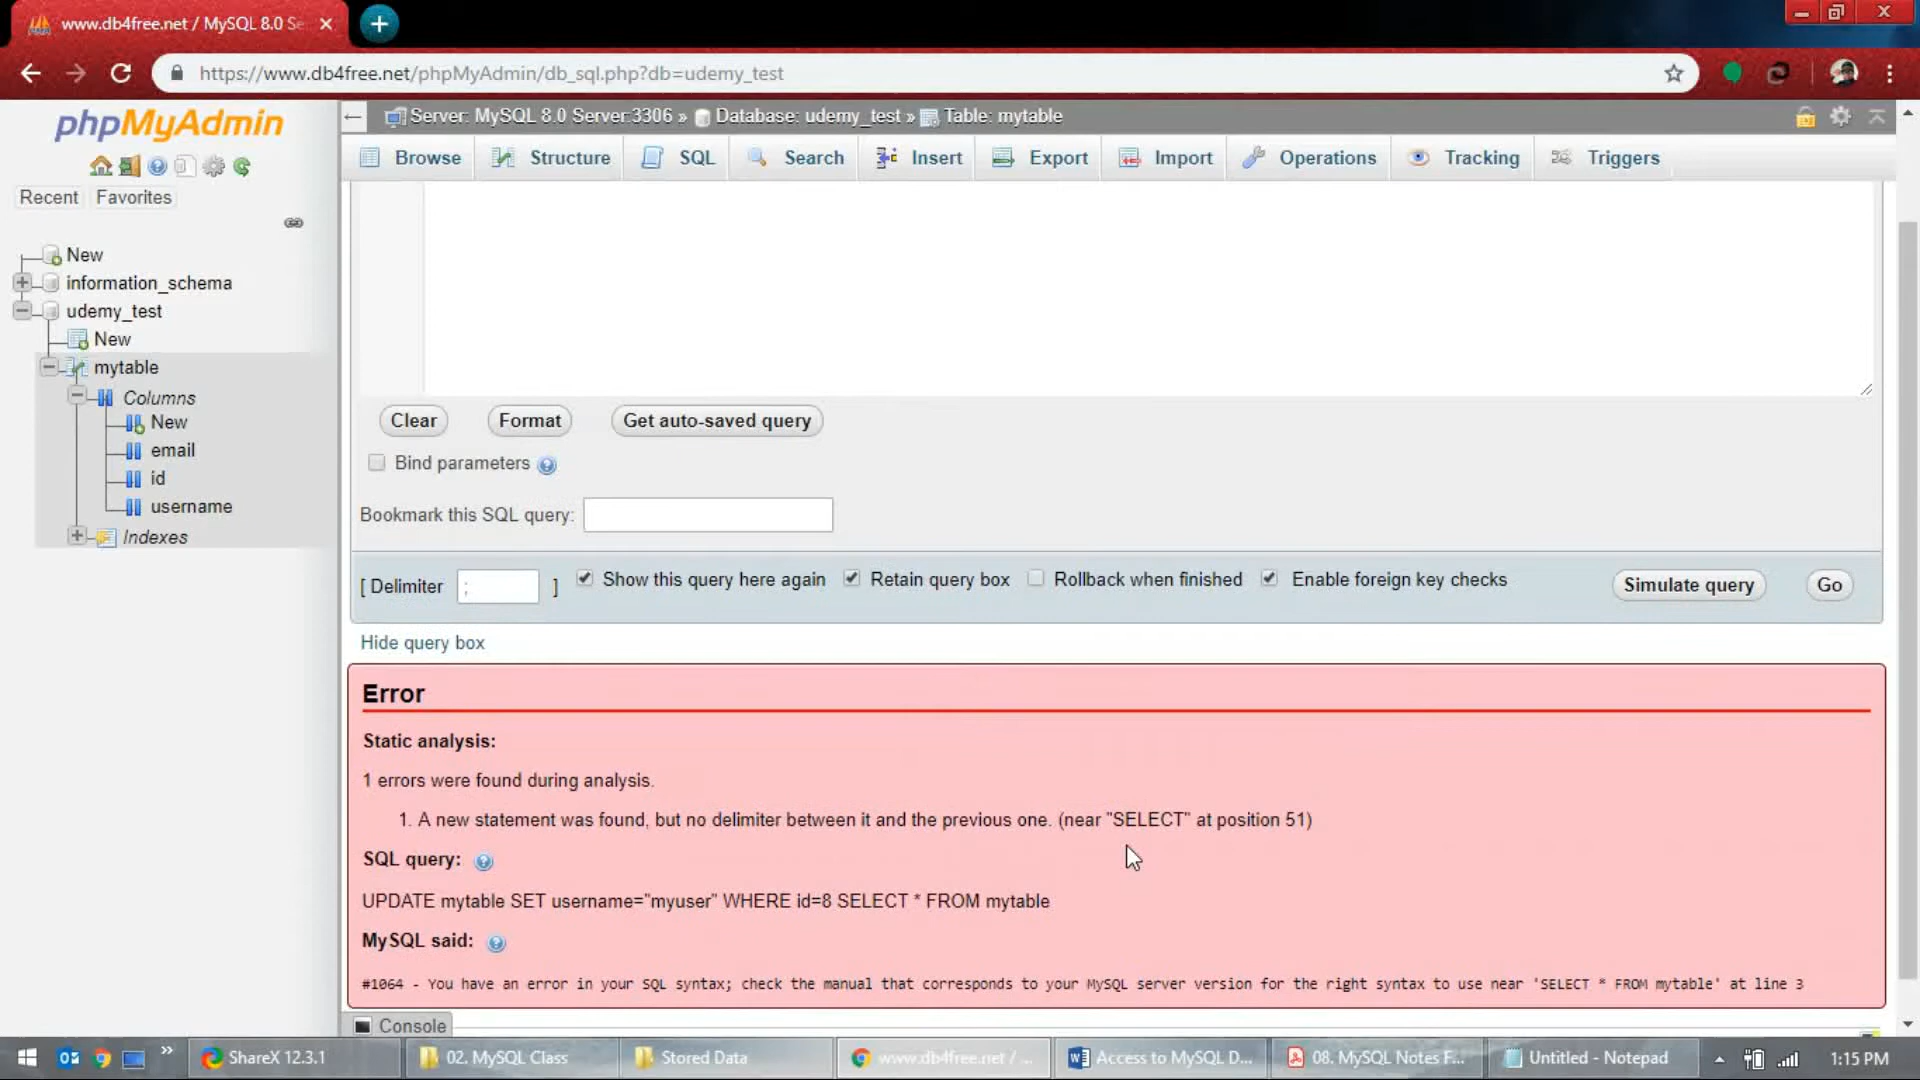 www.db4free.net / MySQL 8.0 Se
https://www.db4free.net/phpMyAdmin/db_sql.php?db=udemy_test
phpMyAdmin
Recent Favorites
New
information_schema
udemy_test
New
mytable
Columns
New
email
id
username
Indexes
Server: MySQL 8.0 Server:3306 » Database: udemy_test » Table: mytable
Browse Structure SQL Search Insert Export Import Operations Tracking Triggers
Clear Format Get auto-saved query
Bind parameters
Bookmark this SQL query:
[ Delimiter ; ] Show this query here again Retain query box Rollback when finished Enable foreign key checks Simulate query Go
Hide query box
Error
Static analysis:
1 errors were found during analysis.
1. A new statement was found, but no delimiter between it and the previous one. (near "SELECT" at position 51)
SQL query:
UPDATE mytable SET username="myuser" WHERE id=8 SELECT * FROM mytable
MySQL said:
#1064 - You have an error in your SQL syntax; check the manual that corresponds to your MySQL server version for the right syntax to use near 'SELECT * FROM mytable' at line 3
Console
ShareX 12.3.1 02. MySQL Class Stored Data www.db4free.net / ... Access to MySQL D... 08. MySQL Notes F... Untitled - Notepad 1:15 PM